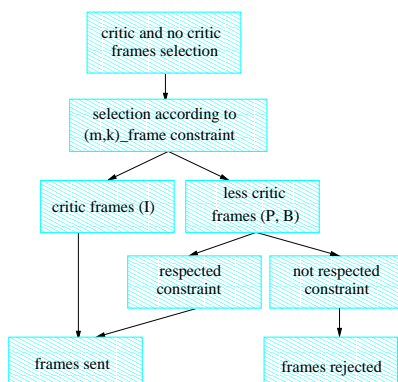 critic and no critic
frames selection
selection according to
(m,k)_frame constraint
critic frames (I)
less critic
frames (P, B)
respected
constraint
not respected
constraint
frames sent
frames rejected